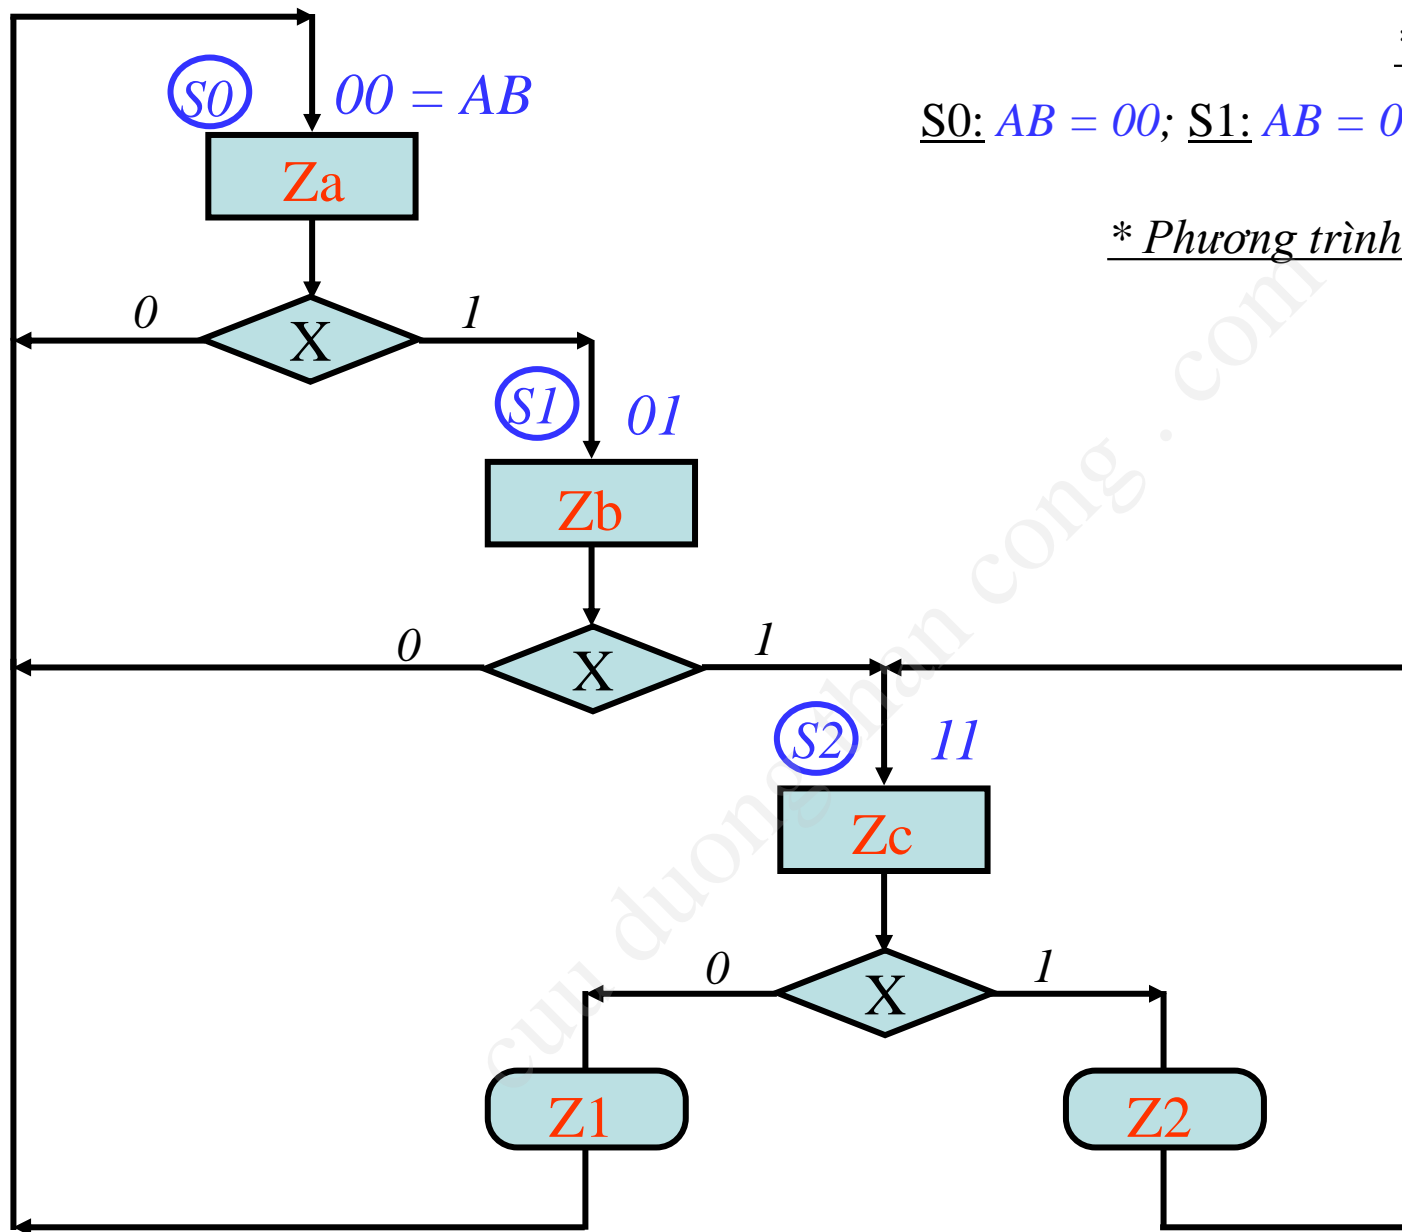 *
S0 00 = AB
S0: AB = 00; S1: AB = 0
Za
* Phương trình
0 1
X
S1 01
Zb
0 1
X
S2 11
Zc
0 1
X
Z1 Z2
cuu duong than cong . com